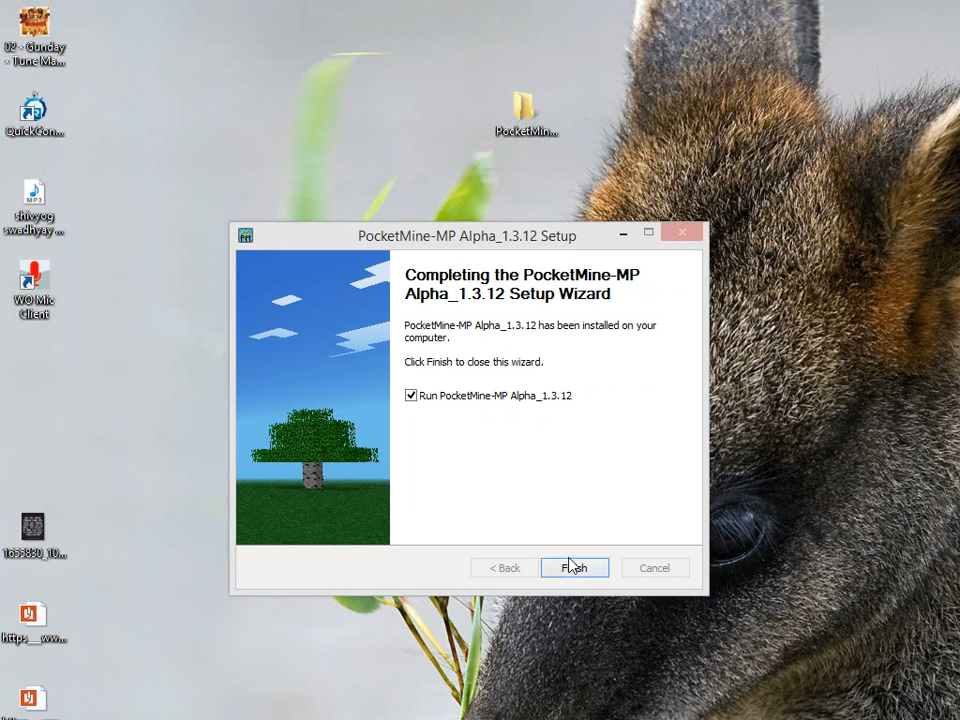 02 - Gunday
- Tune Ma...
QuickCon...
MP3
shivyog
swadhyay ...
WO Mic
Client
1655830_10...
https__ww...
PocketMin...
PocketMine-MP Alpha_1.3.12 Setup
Completing the PocketMine-MP
Alpha_1.3.12 Setup Wizard
PocketMine-MP Alpha_1.3.12 has been installed on your
computer.
Click Finish to close this wizard.
Run PocketMine-MP Alpha_1.3.12
< Back
Finish
Cancel